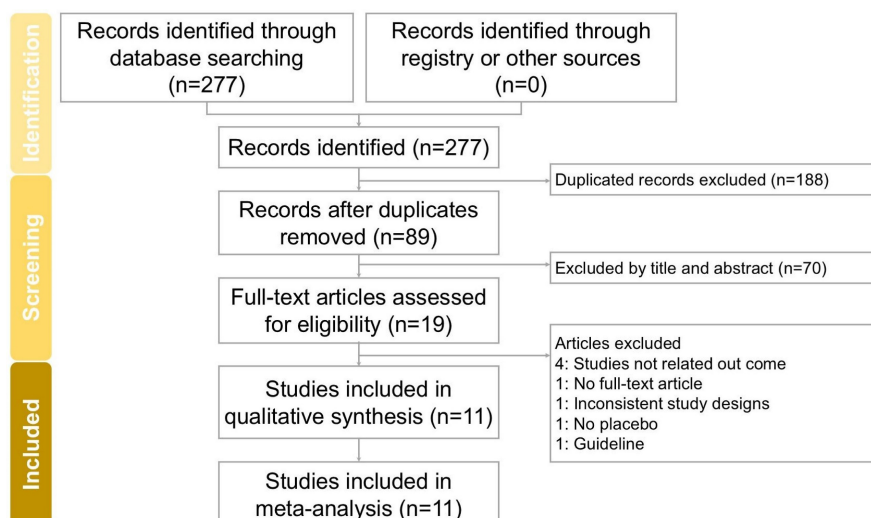 Identification
Records identified through
database searching
(n=277)
Records identified through
registry or other sources
(n=0)
Records identified (n=277)
Duplicated records excluded (n=188)
Screening
Records after duplicates
removed (n=89)
Excluded by title and abstract (n=70)
Full-text articles assessed
for eligibility (n=19)
Articles excluded
4: Studies not related out come
1: No full-text article
1: Inconsistent study designs
1: No placebo
1: Guideline
Included
Studies included in
qualitative synthesis (n=11)
Studies included in
meta-analysis (n=11)